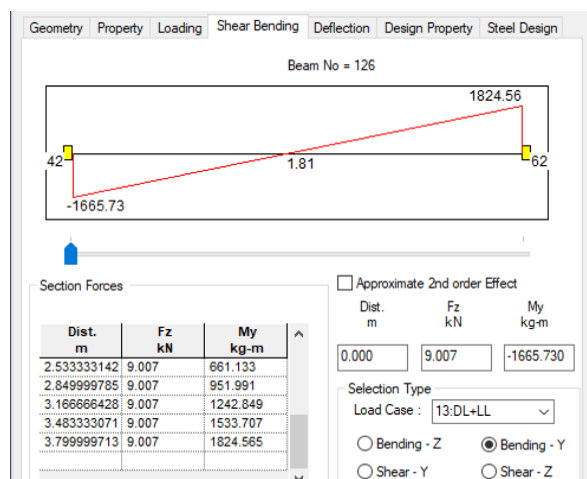 Geometry Property Loading Shear Bending Deflection Design Property Steel Design
Beam No = 126
1824.56
42 1.81 62
-1665.73
Section Forces
Dist. Fz My
m kN kg-m
2.533333142 9.007 661.133
2.849999785 9.007 951.991
3.166666428 9.007 1242.849
3.483333071 9.007 1533.707
3.799999713 9.007 1824.565
Approximate 2nd order Effect
Dist. Fz My
m kN kg-m
0.000 9.007 -1665.730
Selection Type
Load Case : 13:DL+LL
Bending - Z Bending - Y
Shear - Y Shear - Z